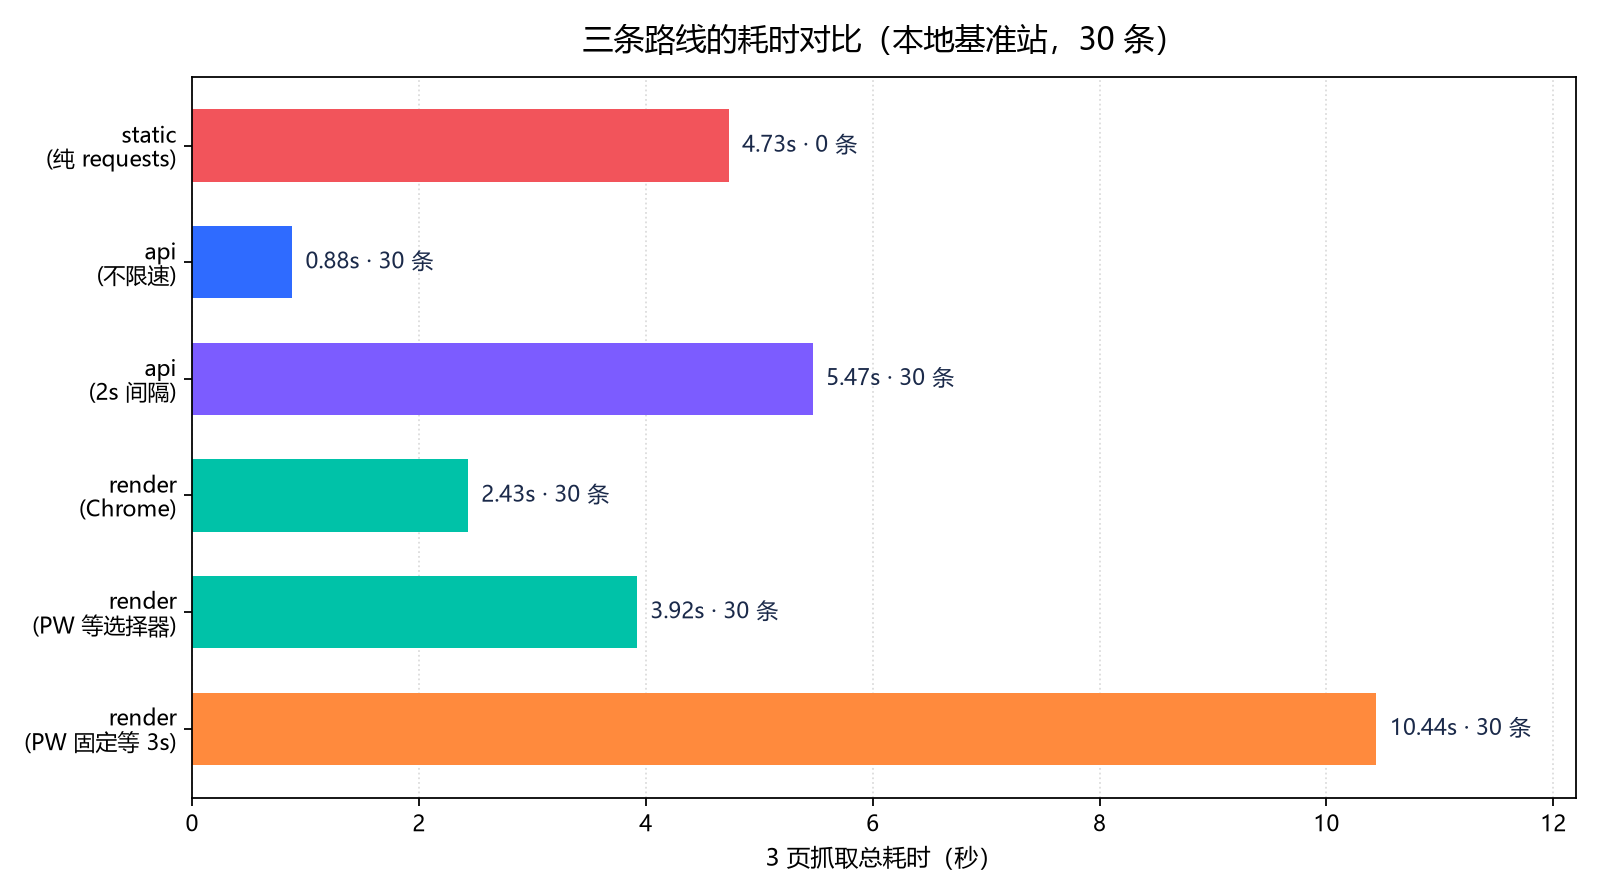 三条路线的耗时对比（本地基准站，30 条）
static
(纯 requests)
4.73s · 0 条
api
(不限速)
0.88s · 30 条
api
(2s 间隔)
5.47s · 30 条
render
(Chrome)
2.43s · 30 条
render
(PW 等选择器)
3.92s · 30 条
render
(PW 固定等 3s)
10.44s · 30 条
0 2 4 6 8 10 12
3 页抓取总耗时（秒）